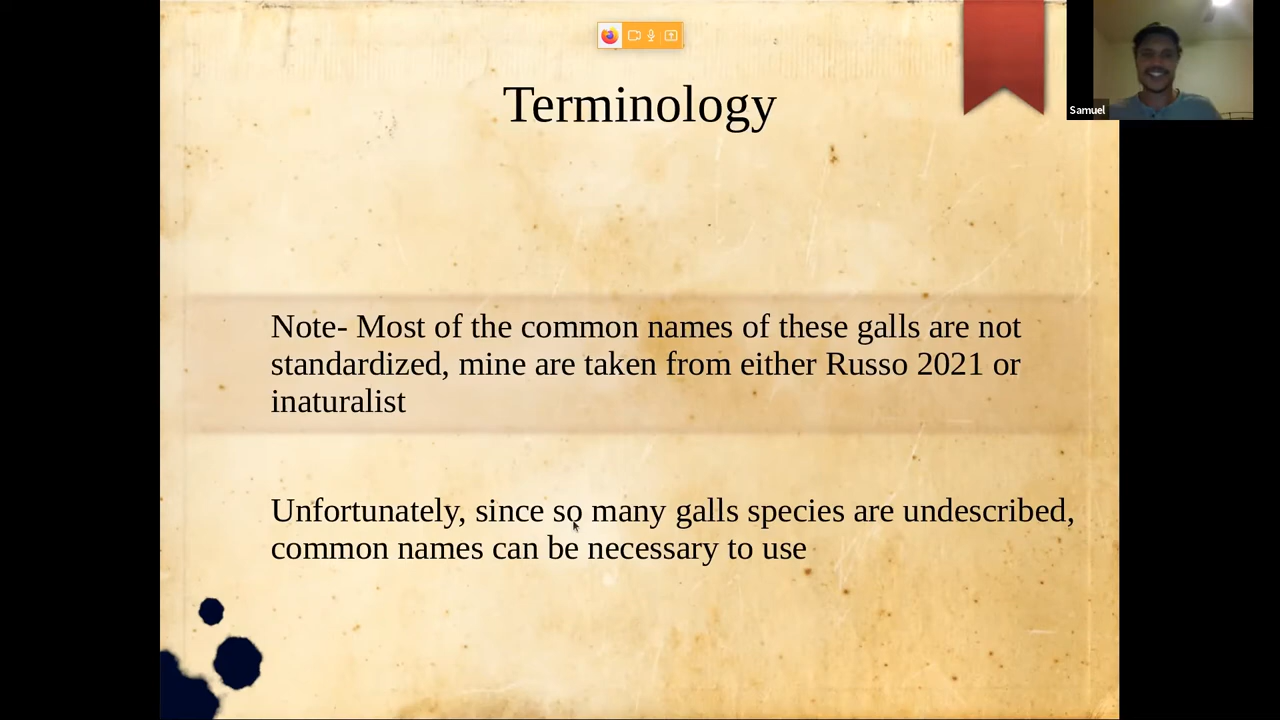 Terminology
Samuel
Note- Most of the common names of these galls are not
standardized, mine are taken from either Russo 2021 or
inaturalist
Unfortunately, since so many galls species are undescribed,
common names can be necessary to use